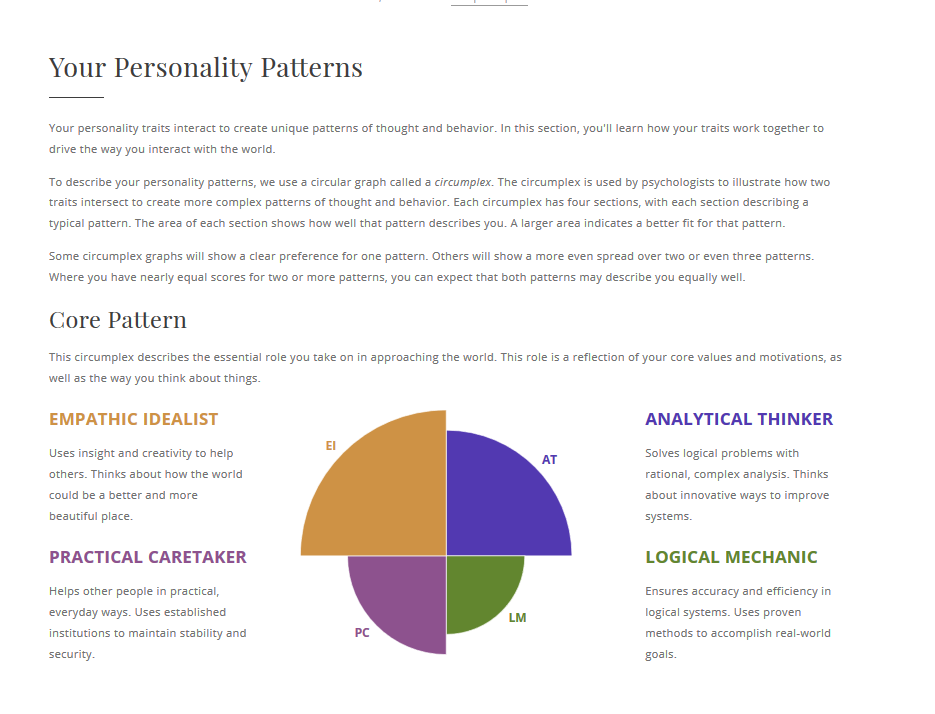 Your Personality Patterns
Your personality traits interact to create unique patterns of thought and behavior. In this section, you'll learn how your traits work together to
drive the way you interact with the world.
To describe your personality patterns, we use a circular graph called a circumplex. The circumplex is used by psychologists to illustrate how two
traits intersect to create more complex patterns of thought and behavior. Each circumplex has four sections, with each section describing a
typical pattern. The area of each section shows how well that pattern describes you. A larger area indicates a better fit for that pattern.
Some circumplex graphs will show a clear preference for one pattern. Others will show a more even spread over two or even three patterns.
Where you have nearly equal scores for two or more patterns, you can expect that both patterns may describe you equally well.
Core Pattern
This circumplex describes the essential role you take on in approaching the world. This role is a reflection of your core values and motivations, as
well as the way you think about things.
EMPATHIC IDEALIST
Uses insight and creativity to help
others. Thinks about how the world
could be a better and more
beautiful place.
PRACTICAL CARETAKER
Helps other people in practical,
everyday ways. Uses established
institutions to maintain stability and
security.
EI
AT
PC
LM
ANALYTICAL THINKER
Solves logical problems with
rational, complex analysis. Thinks
about innovative ways to improve
systems.
LOGICAL MECHANIC
Ensures accuracy and efficiency in
logical systems. Uses proven
methods to accomplish real-world
goals.